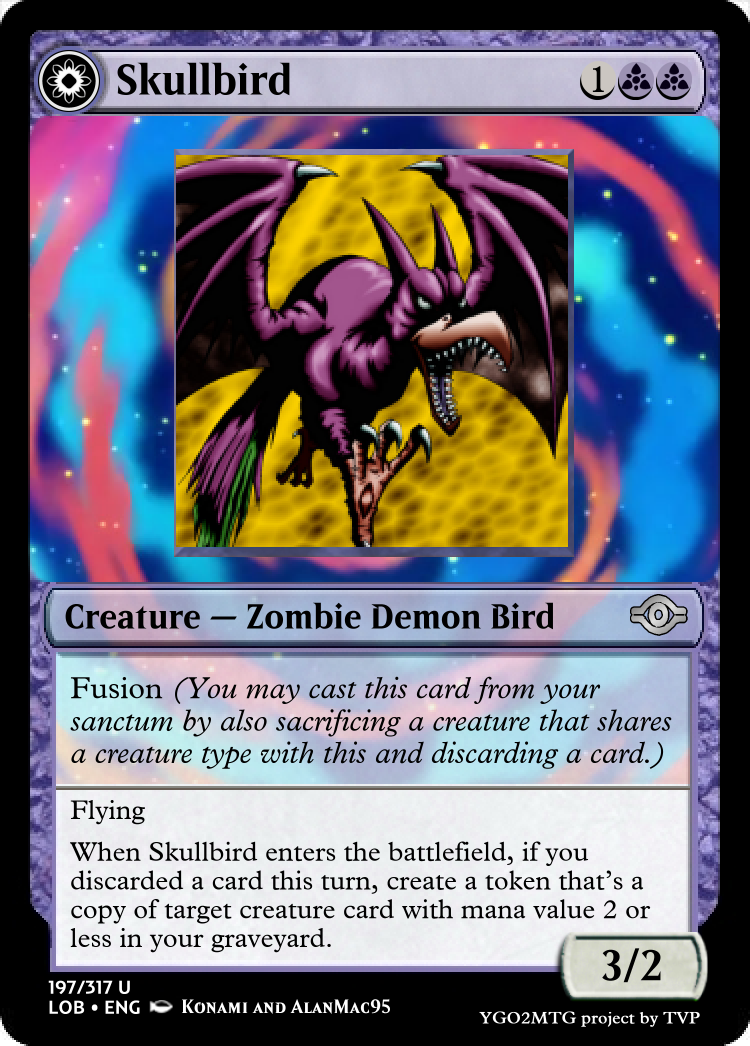 Skullbird 1
Creature — Zombie Demon Bird
Fusion (You may cast this card from your
sanctum by also sacrificing a creature that shares
a creature type with this and discarding a card.)
Flying
When Skullbird enters the battlefield, if you
discarded a card this turn, create a token that's a
copy of target creature card with mana value 2 or
less in your graveyard.
3/2
197/317 U
LOB • ENG Konami and AlanMac95
YGO2MTG project by TVP